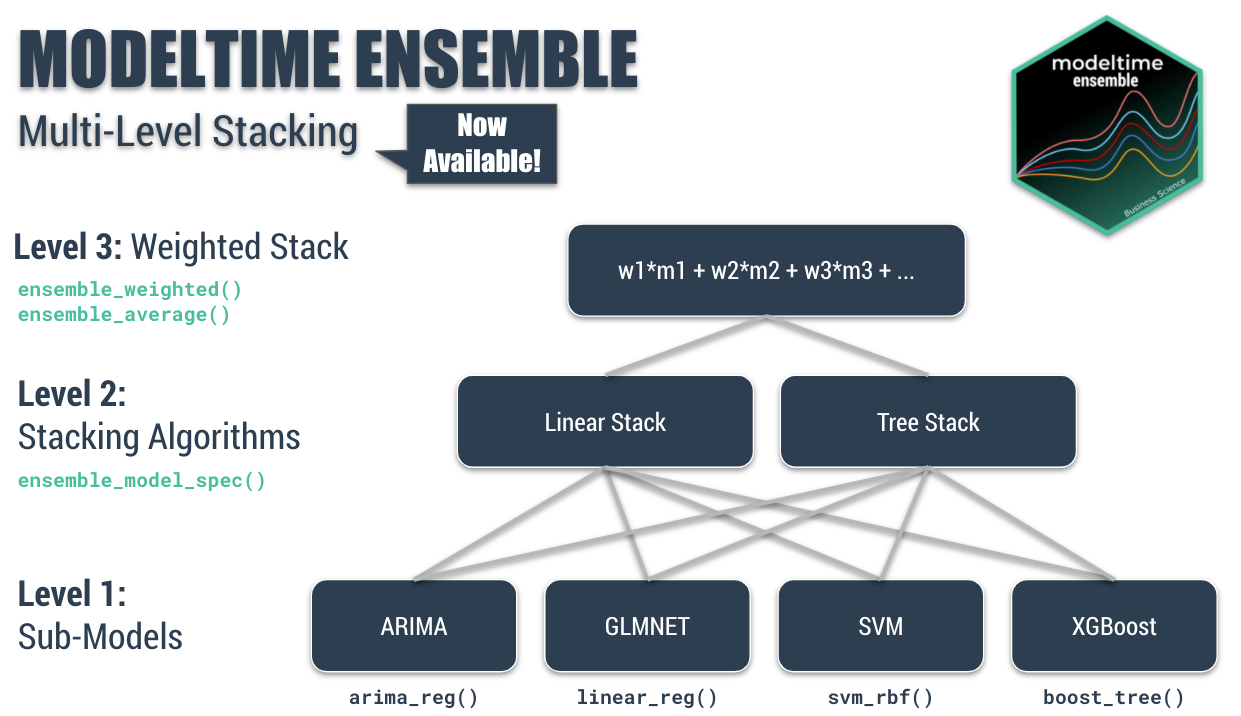 MODELTIME ENSEMBLE
Multi-Level Stacking
Now
Available!
modeltime
ensemble
Business Science
Level 3: Weighted Stack
ensemble_weighted()
ensemble_average()
w1*m1 + w2*m2 + w3*m3 + ...
Level 2:
Stacking Algorithms
ensemble_model_spec()
Linear Stack
Tree Stack
Level 1:
Sub-Models
ARIMA
GLMNET
SVM
XGBoost
arima_reg()
linear_reg()
svm_rbf()
boost_tree()